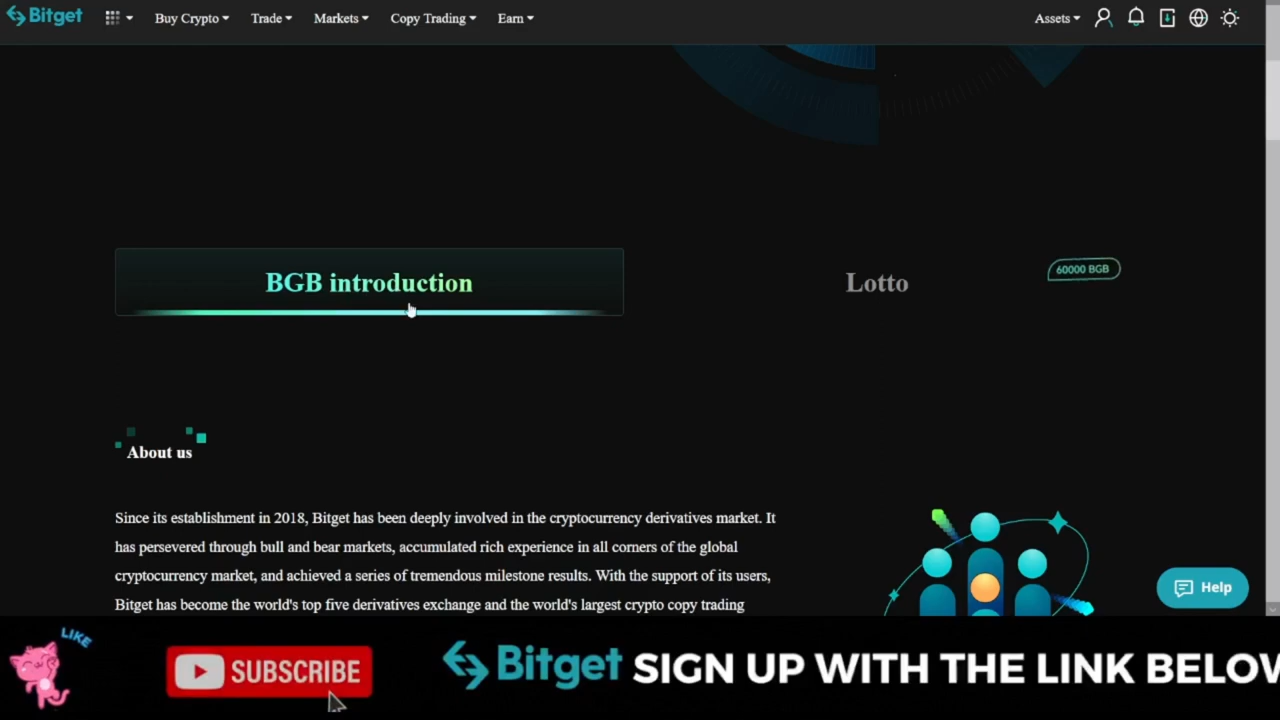 Bitget
Buy Crypto
Trade
Markets
Copy Trading
Earn
Assets
BGB introduction
Lotto
60000 BGB
About us
Since its establishment in 2018, Bitget has been deeply involved in the cryptocurrency derivatives market. It
has persevered through bull and bear markets, accumulated rich experience in all corners of the global
cryptocurrency market, and achieved a series of tremendous milestone results. With the support of its users,
Bitget has become the world's top five derivatives exchange and the world's largest crypto copy trading
Help
LIKE
SUBSCRIBE
Bitget SIGN UP WITH THE LINK BELOW